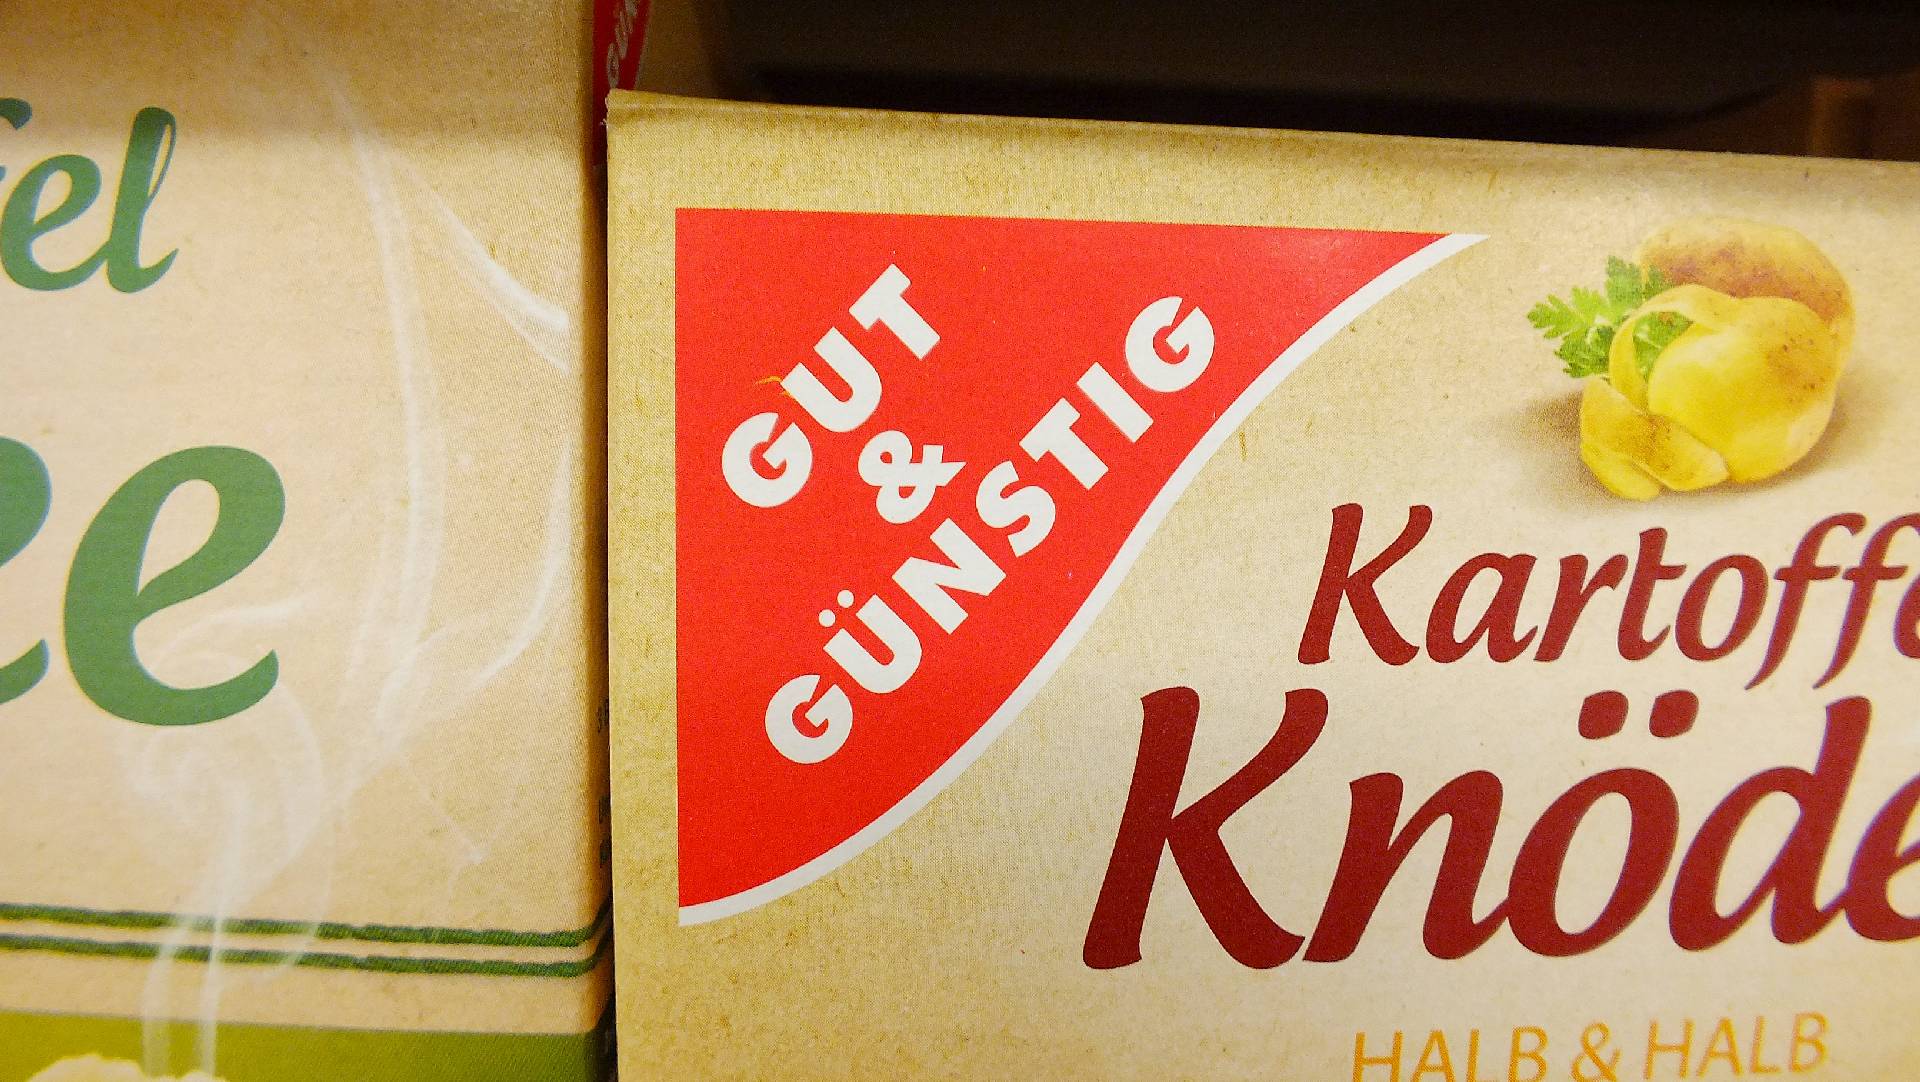 fel
ee
GUT
&
GÜNSTIG
Kartoffe
Knöde
HALB & HALB